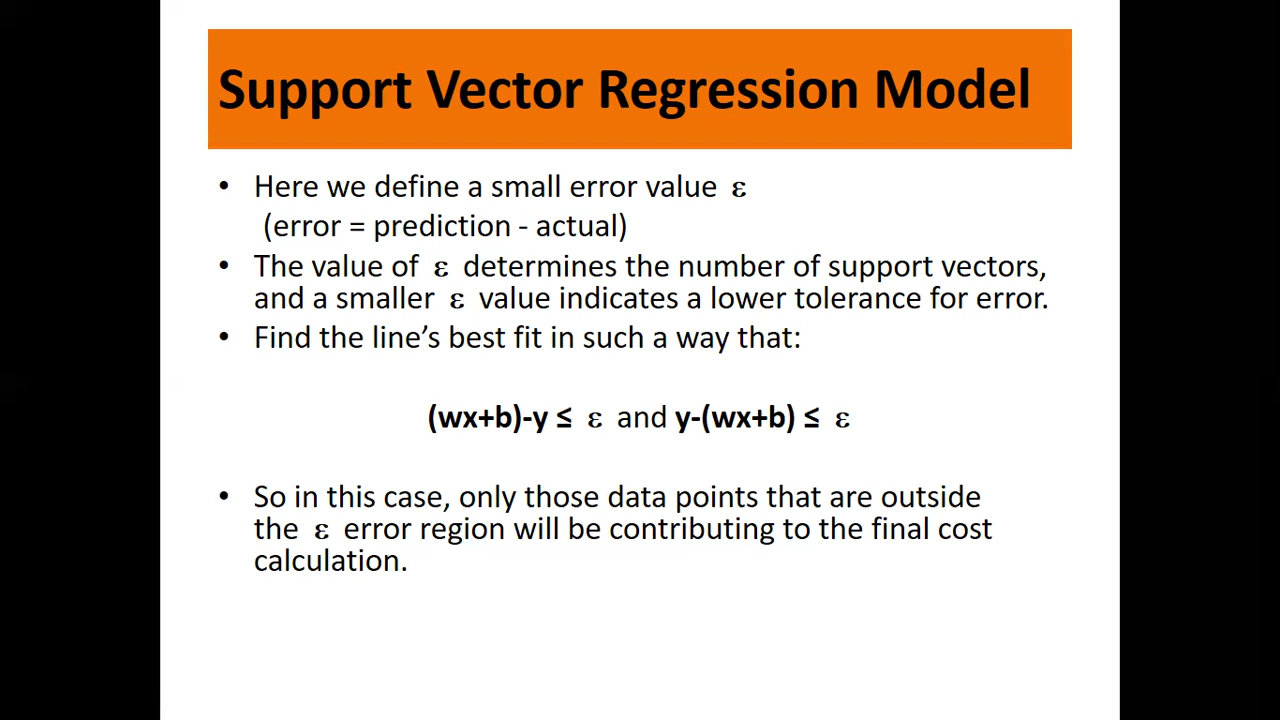 Support Vector Regression Model
• Here we define a small error value ε
(error = prediction - actual)
• The value of ε determines the number of support vectors,
and a smaller ε value indicates a lower tolerance for error.
• Find the line’s best fit in such a way that:
(wx+b)-y ≤ ε and y-(wx+b) ≤ ε
• So in this case, only those data points that are outside
the ε error region will be contributing to the final cost
calculation.